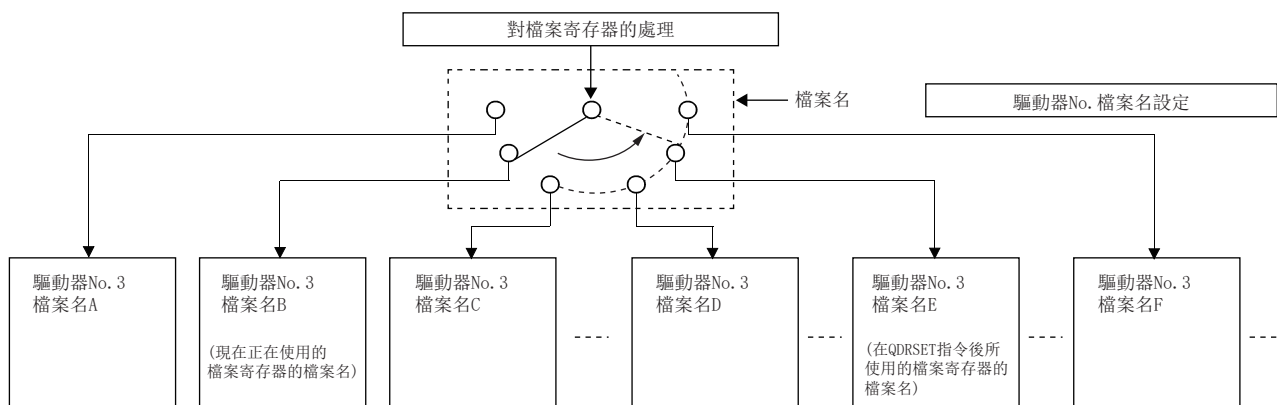 對檔案寄存器的處理
檔案名
驅動器No.檔案名設定
驅動器No.3
檔案名A
驅動器No.3
檔案名B
(現在正在使用的
檔案寄存器的檔案名)
驅動器No.3
檔案名C
驅動器No.3
檔案名D
驅動器No.3
檔案名E
(在QDRSET指令後所
使用的檔案寄存器的
檔案名)
驅動器No.3
檔案名F